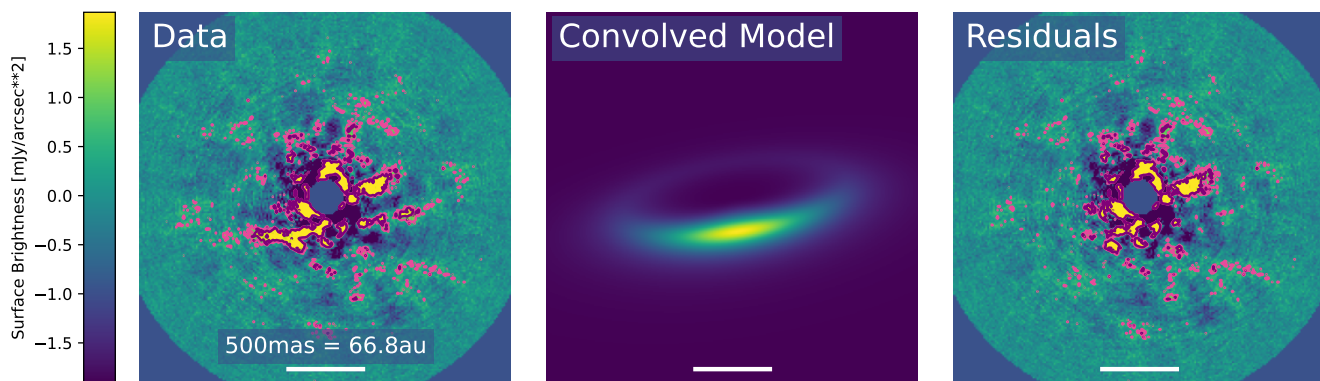 Surface Brightness [mJy/arcsec**2]
1.5
1.0
0.5
0.0
−0.5
−1.0
−1.5
Data
500mas = 66.8au
Convolved Model
Residuals